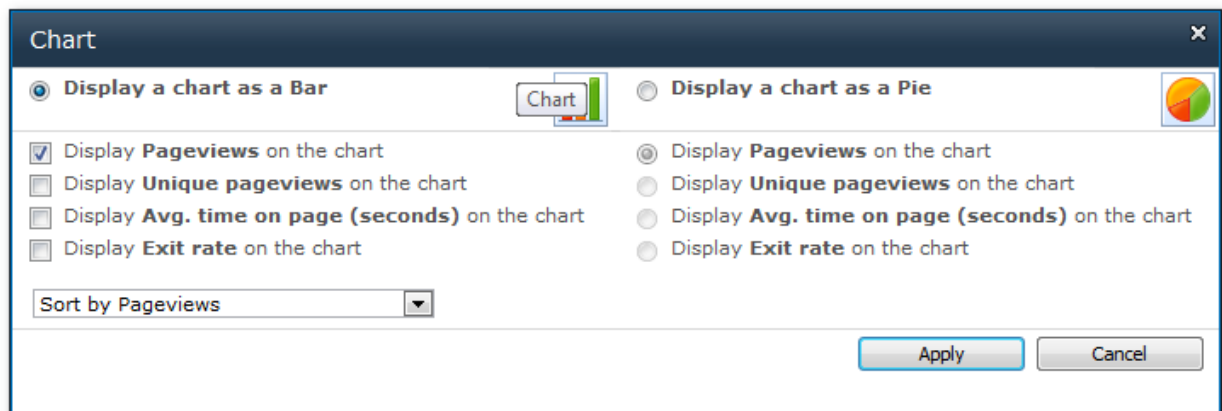 Chart
Display a chart as a Bar
Chart
Display a chart as a Pie
Display Pageviews on the chart
Display Unique pageviews on the chart
Display Avg. time on page (seconds) on the chart
Display Exit rate on the chart
Sort by Pageviews
Display Pageviews on the chart
Display Unique pageviews on the chart
Display Avg. time on page (seconds) on the chart
Display Exit rate on the chart
Apply
Cancel